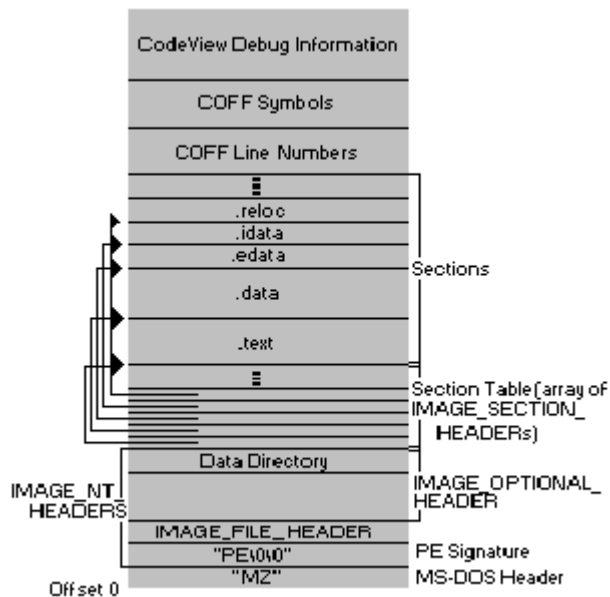 CodeView Debug Information
COFF Symbols
COFF Line Numbers
.reloc
.idata
.edata
.data
.text
Sections
Section Table(array of
IMAGE_SECTION_
HEADERs)
Data Directory
IMAGE_NT_
HEADERS
IMAGE_OPTIONAL_
HEADER
IMAGE_FILE_HEADER
"PE\0\0"
PE Signature
"MZ"
MS-DOS Header
Offset 0